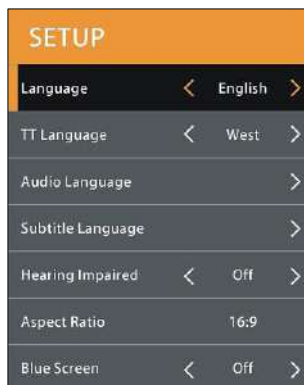 SETUP
Language < English >
TT Language < West >
Audio Language >
Subtitle Language >
Hearing Impaired < Off >
Aspect Ratio 16:9
Blue Screen < Off >